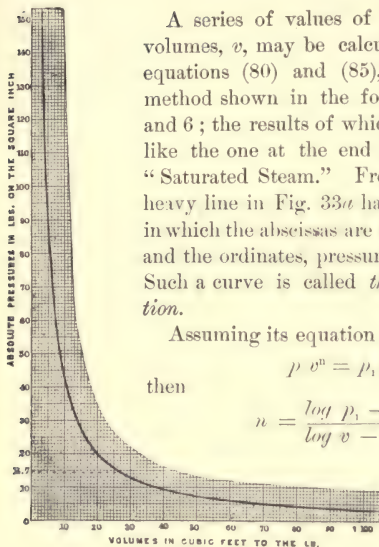 A series of values of
volumes, v, may be calcu
equations (80) and (85),
method shown in the fo
and 6 ; the results of whic
like the one at the end
“ Saturated Steam.” Fr
heavy line in Fig. 33a ha
in which the abscissas are
and the ordinates, pressur
Such a curve is called th
tion.
Assuming its equation
p vⁿ = p₁
then
n = log p₁ −
log v −
ABSOLUTE PRESSURES IN LBS. ON THE SQUARE INCH
140
130
120
110
100
90
80
70
60
50
40
30
20
14.7
10
0
10 20 30 40 50 60 70 80 90 100
VOLUMES IN CUBIC FEET TO THE LB.